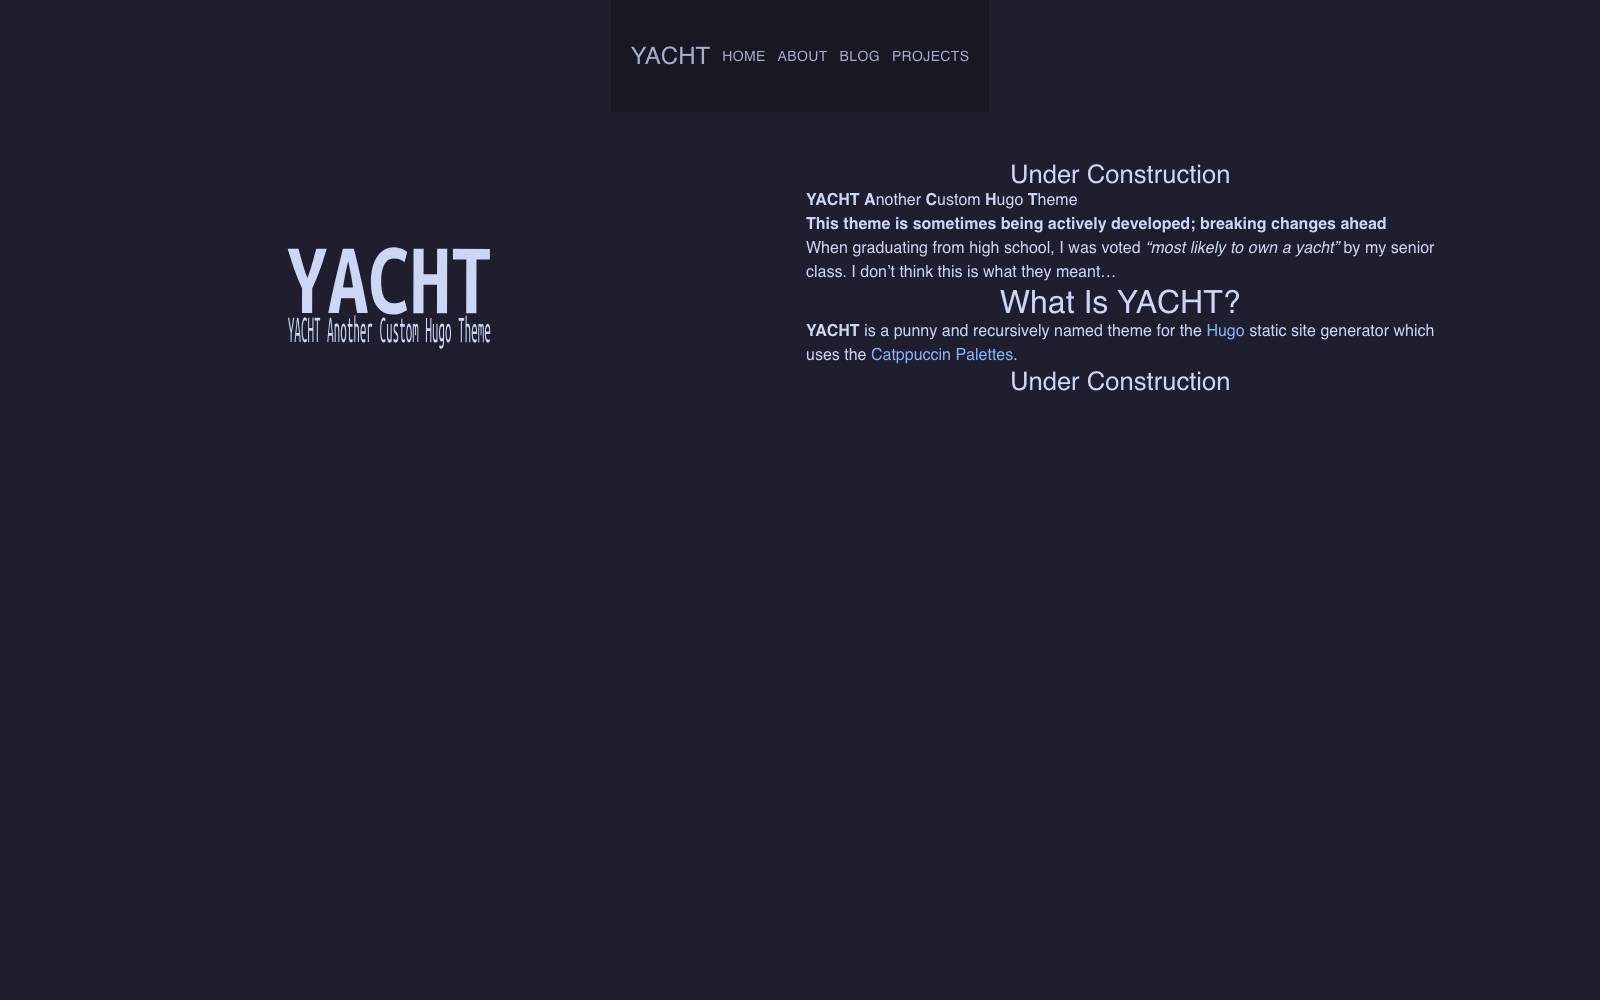 YACHT HOME ABOUT BLOG PROJECTS
YACHT
YACHT Another Custom Hugo Theme
Under Construction
YACHT Another Custom Hugo Theme
This theme is sometimes being actively developed; breaking changes ahead
When graduating from high school, I was voted “most likely to own a yacht” by my senior
class. I don’t think this is what they meant…
What Is YACHT?
YACHT is a punny and recursively named theme for the Hugo static site generator which
uses the Catppuccin Palettes.
Under Construction